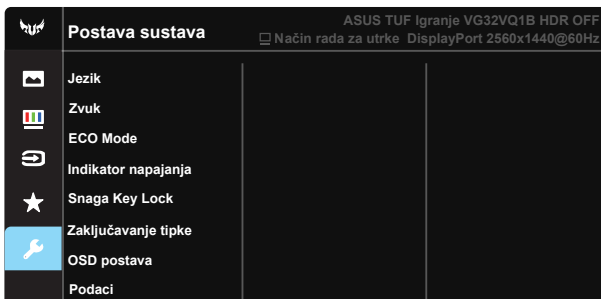 Postava sustava
ASUS TUF Igranje VG32VQ1B HDR OFF
Način rada za utrke DisplayPort 2560x1440@60Hz
Jezik
Zvuk
ECO Mode
Indikator napajanja
Snaga Key Lock
Zaključavanje tipke
OSD postava
Podaci